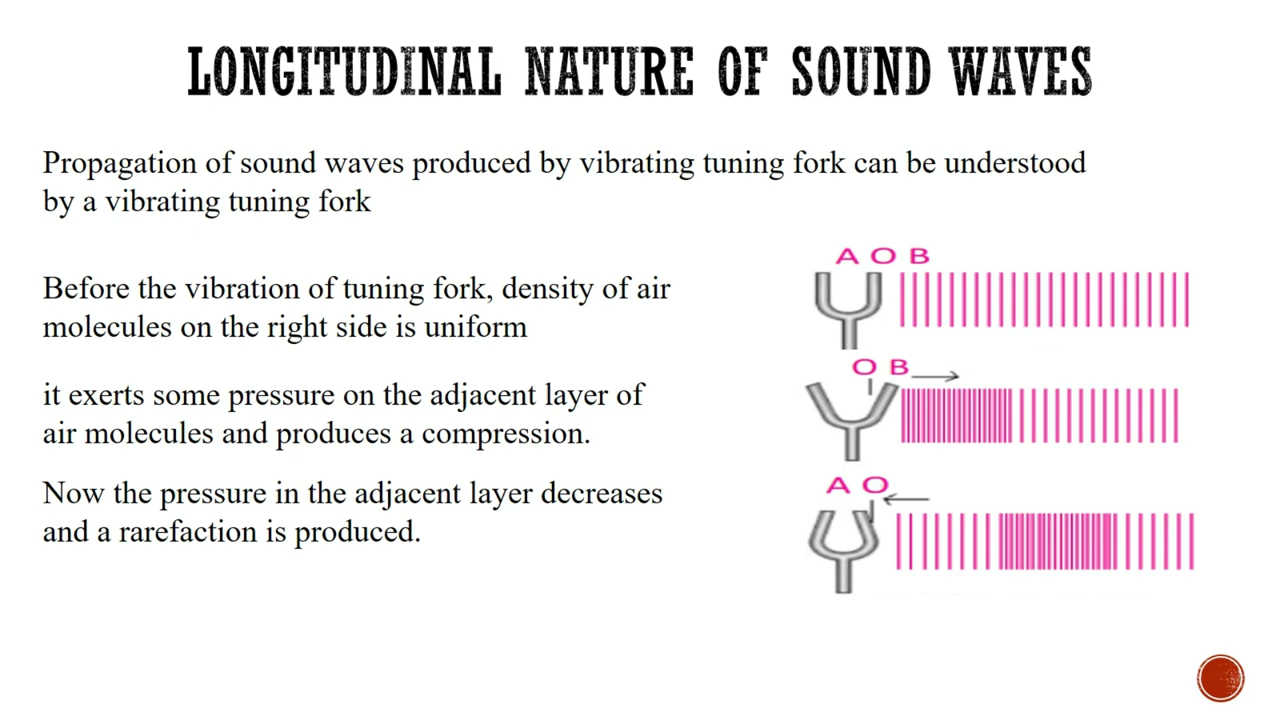 LONGITUDINAL NATURE OF SOUND WAVES
Propagation of sound waves produced by vibrating tuning fork can be understood
by a vibrating tuning fork
Before the vibration of tuning fork, density of air
molecules on the right side is uniform
A O B
it exerts some pressure on the adjacent layer of
air molecules and produces a compression.
O B
Now the pressure in the adjacent layer decreases
and a rarefaction is produced.
A O